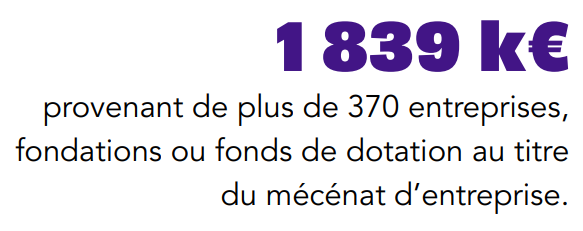 1 839 k€
provenant de plus de 370 entreprises,
fondations ou fonds de dotation au titre
du mécénat d’entreprise.